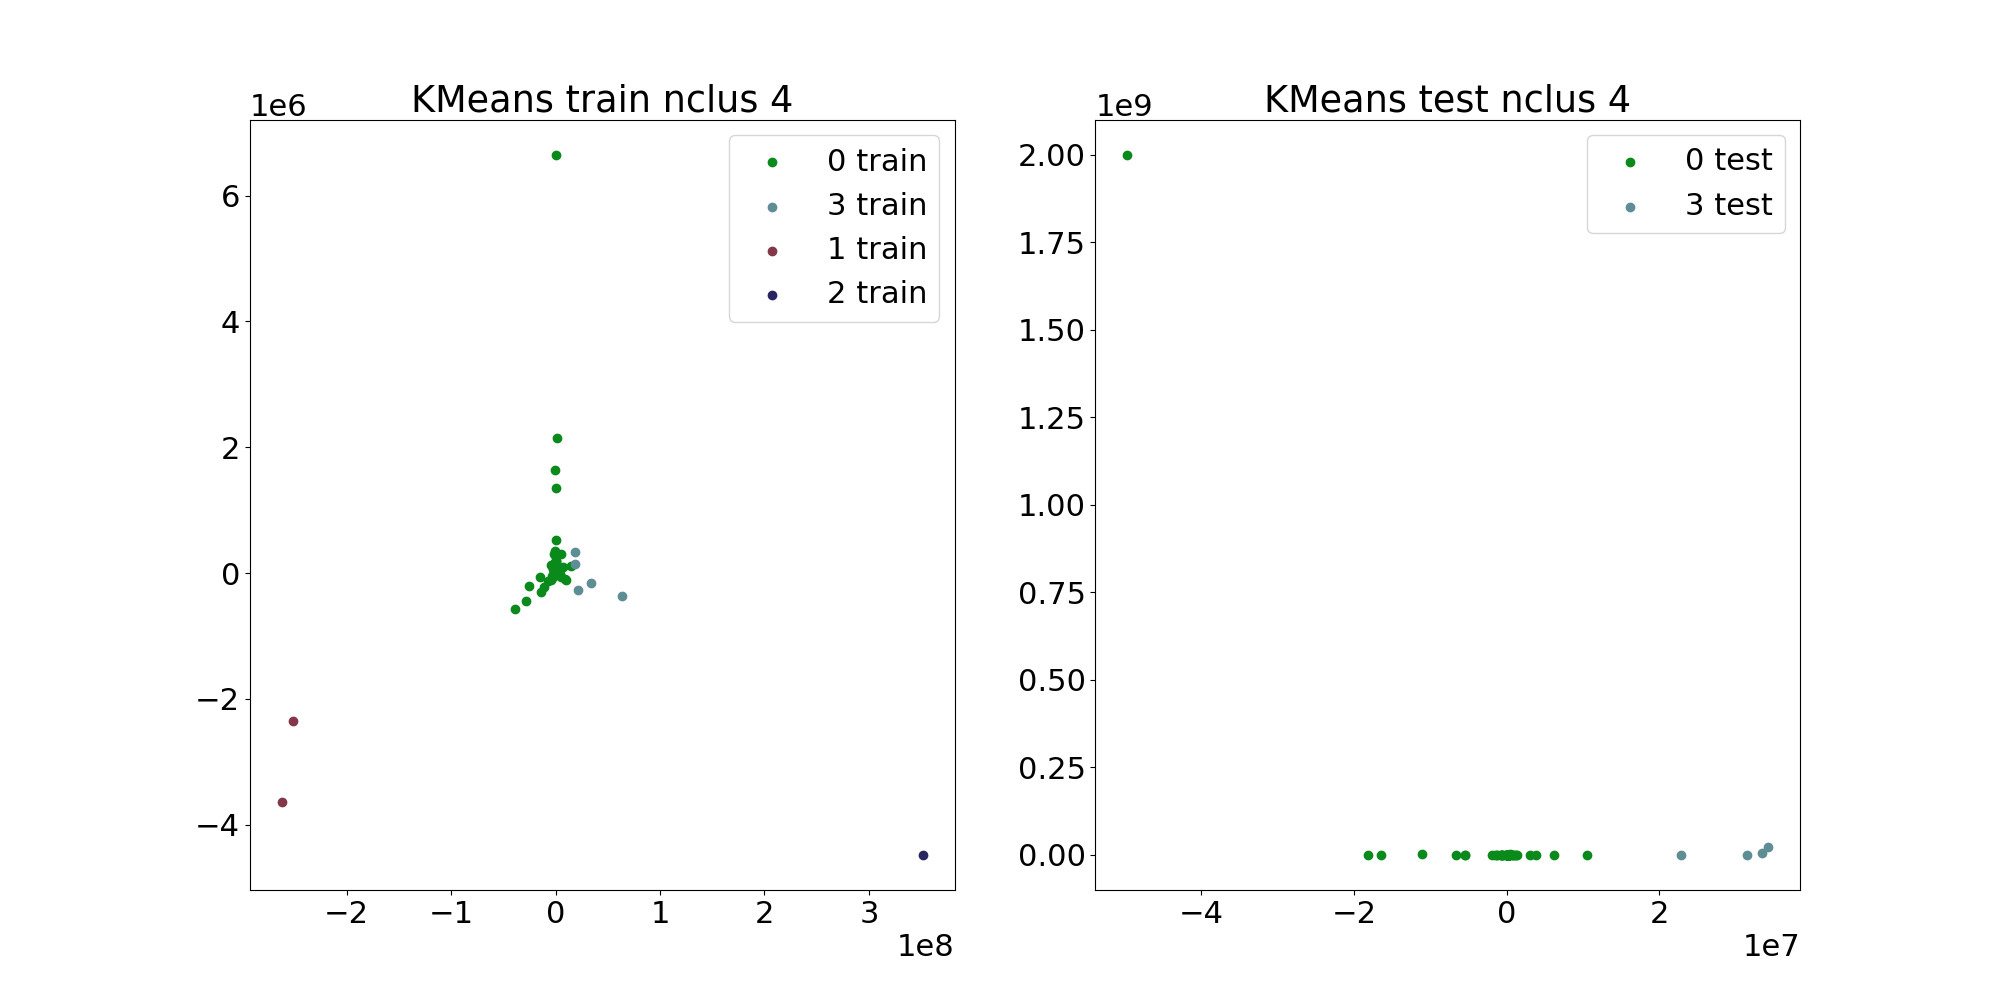 KMeans train nclus 4
1e6
0 train
3 train
1 train
2 train
6
4
2
0
−2
−4
−2
−1
0
1
2
3
1e8
KMeans test nclus 4
1e9
0 test
3 test
2.00
1.75
1.50
1.25
1.00
0.75
0.50
0.25
0.00
−4
−2
0
2
1e7